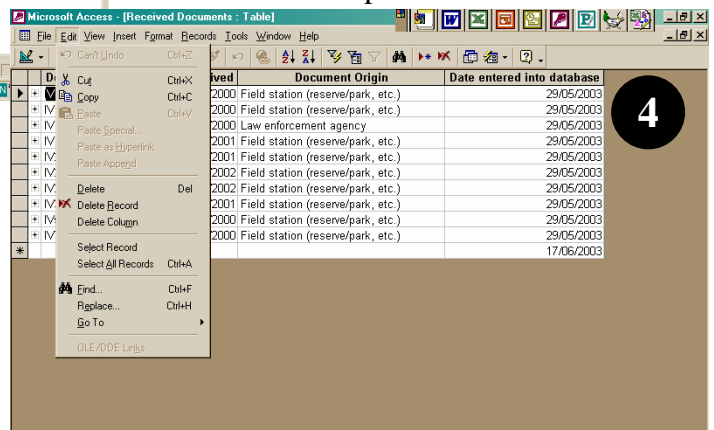 Microsoft Access - [Received Documents : Table]
File Edit View Insert Format Records Tools Window Help
Can't Undo Ctrl+Z
Cut Ctrl+X
Copy Ctrl+C
Paste Ctrl+V
Paste Special...
Paste as Hyperlink
Paste Append
Delete Del
Delete Record
Delete Column
Select Record
Select All Records Ctrl+A
Find... Ctrl+F
Replace... Ctrl+H
Go To
OLE/DDE Links
ived Document Origin Date entered into database
/2000 Field station (reserve/park, etc.) 29/05/2003
/2000 Field station (reserve/park, etc.) 29/05/2003
/2000 Law enforcement agency 29/05/2003
/2001 Field station (reserve/park, etc.) 29/05/2003
/2001 Field station (reserve/park, etc.) 29/05/2003
/2002 Field station (reserve/park, etc.) 29/05/2003
/2002 Field station (reserve/park, etc.) 29/05/2003
/2001 Field station (reserve/park, etc.) 29/05/2003
/2000 Field station (reserve/park, etc.) 29/05/2003
/2000 Field station (reserve/park, etc.) 29/05/2003
17/06/2003
4